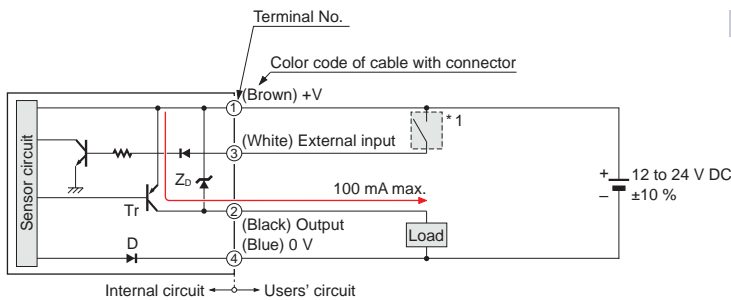 Terminal No.
Color code of cable with connector
(Brown) +V
1
* 1
(White) External input
3
Sensor circuit
ZD
100 mA max.
+
12 to 24 V DC
±10 %
–
Tr
2
(Black) Output
Load
(Blue) 0 V
D
4
Internal circuit
Users' circuit